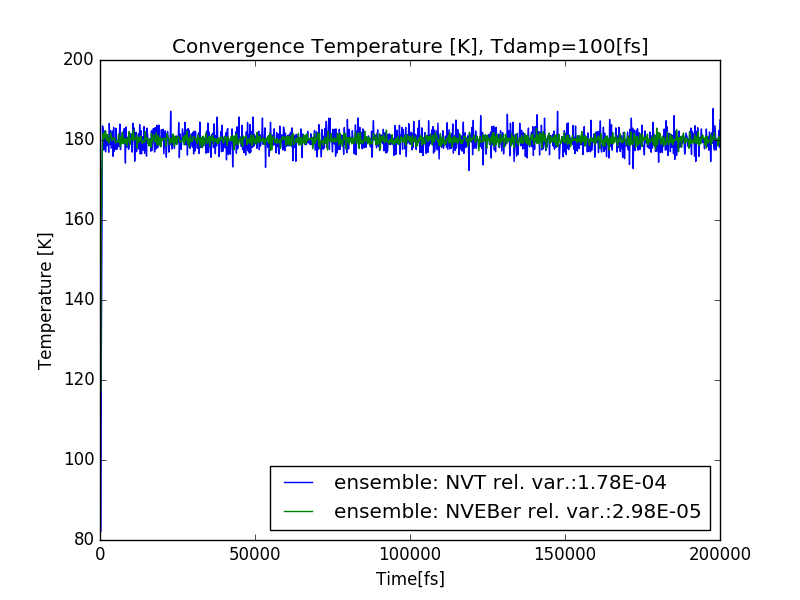 Convergence Temperature [K], Tdamp=100[fs]
200
180
160
140
120
100
80
Temperature [K]
ensemble: NVT rel. var.:1.78E-04
ensemble: NVEBer rel. var.:2.98E-05
0 50000 100000 150000 200000
Time[fs]